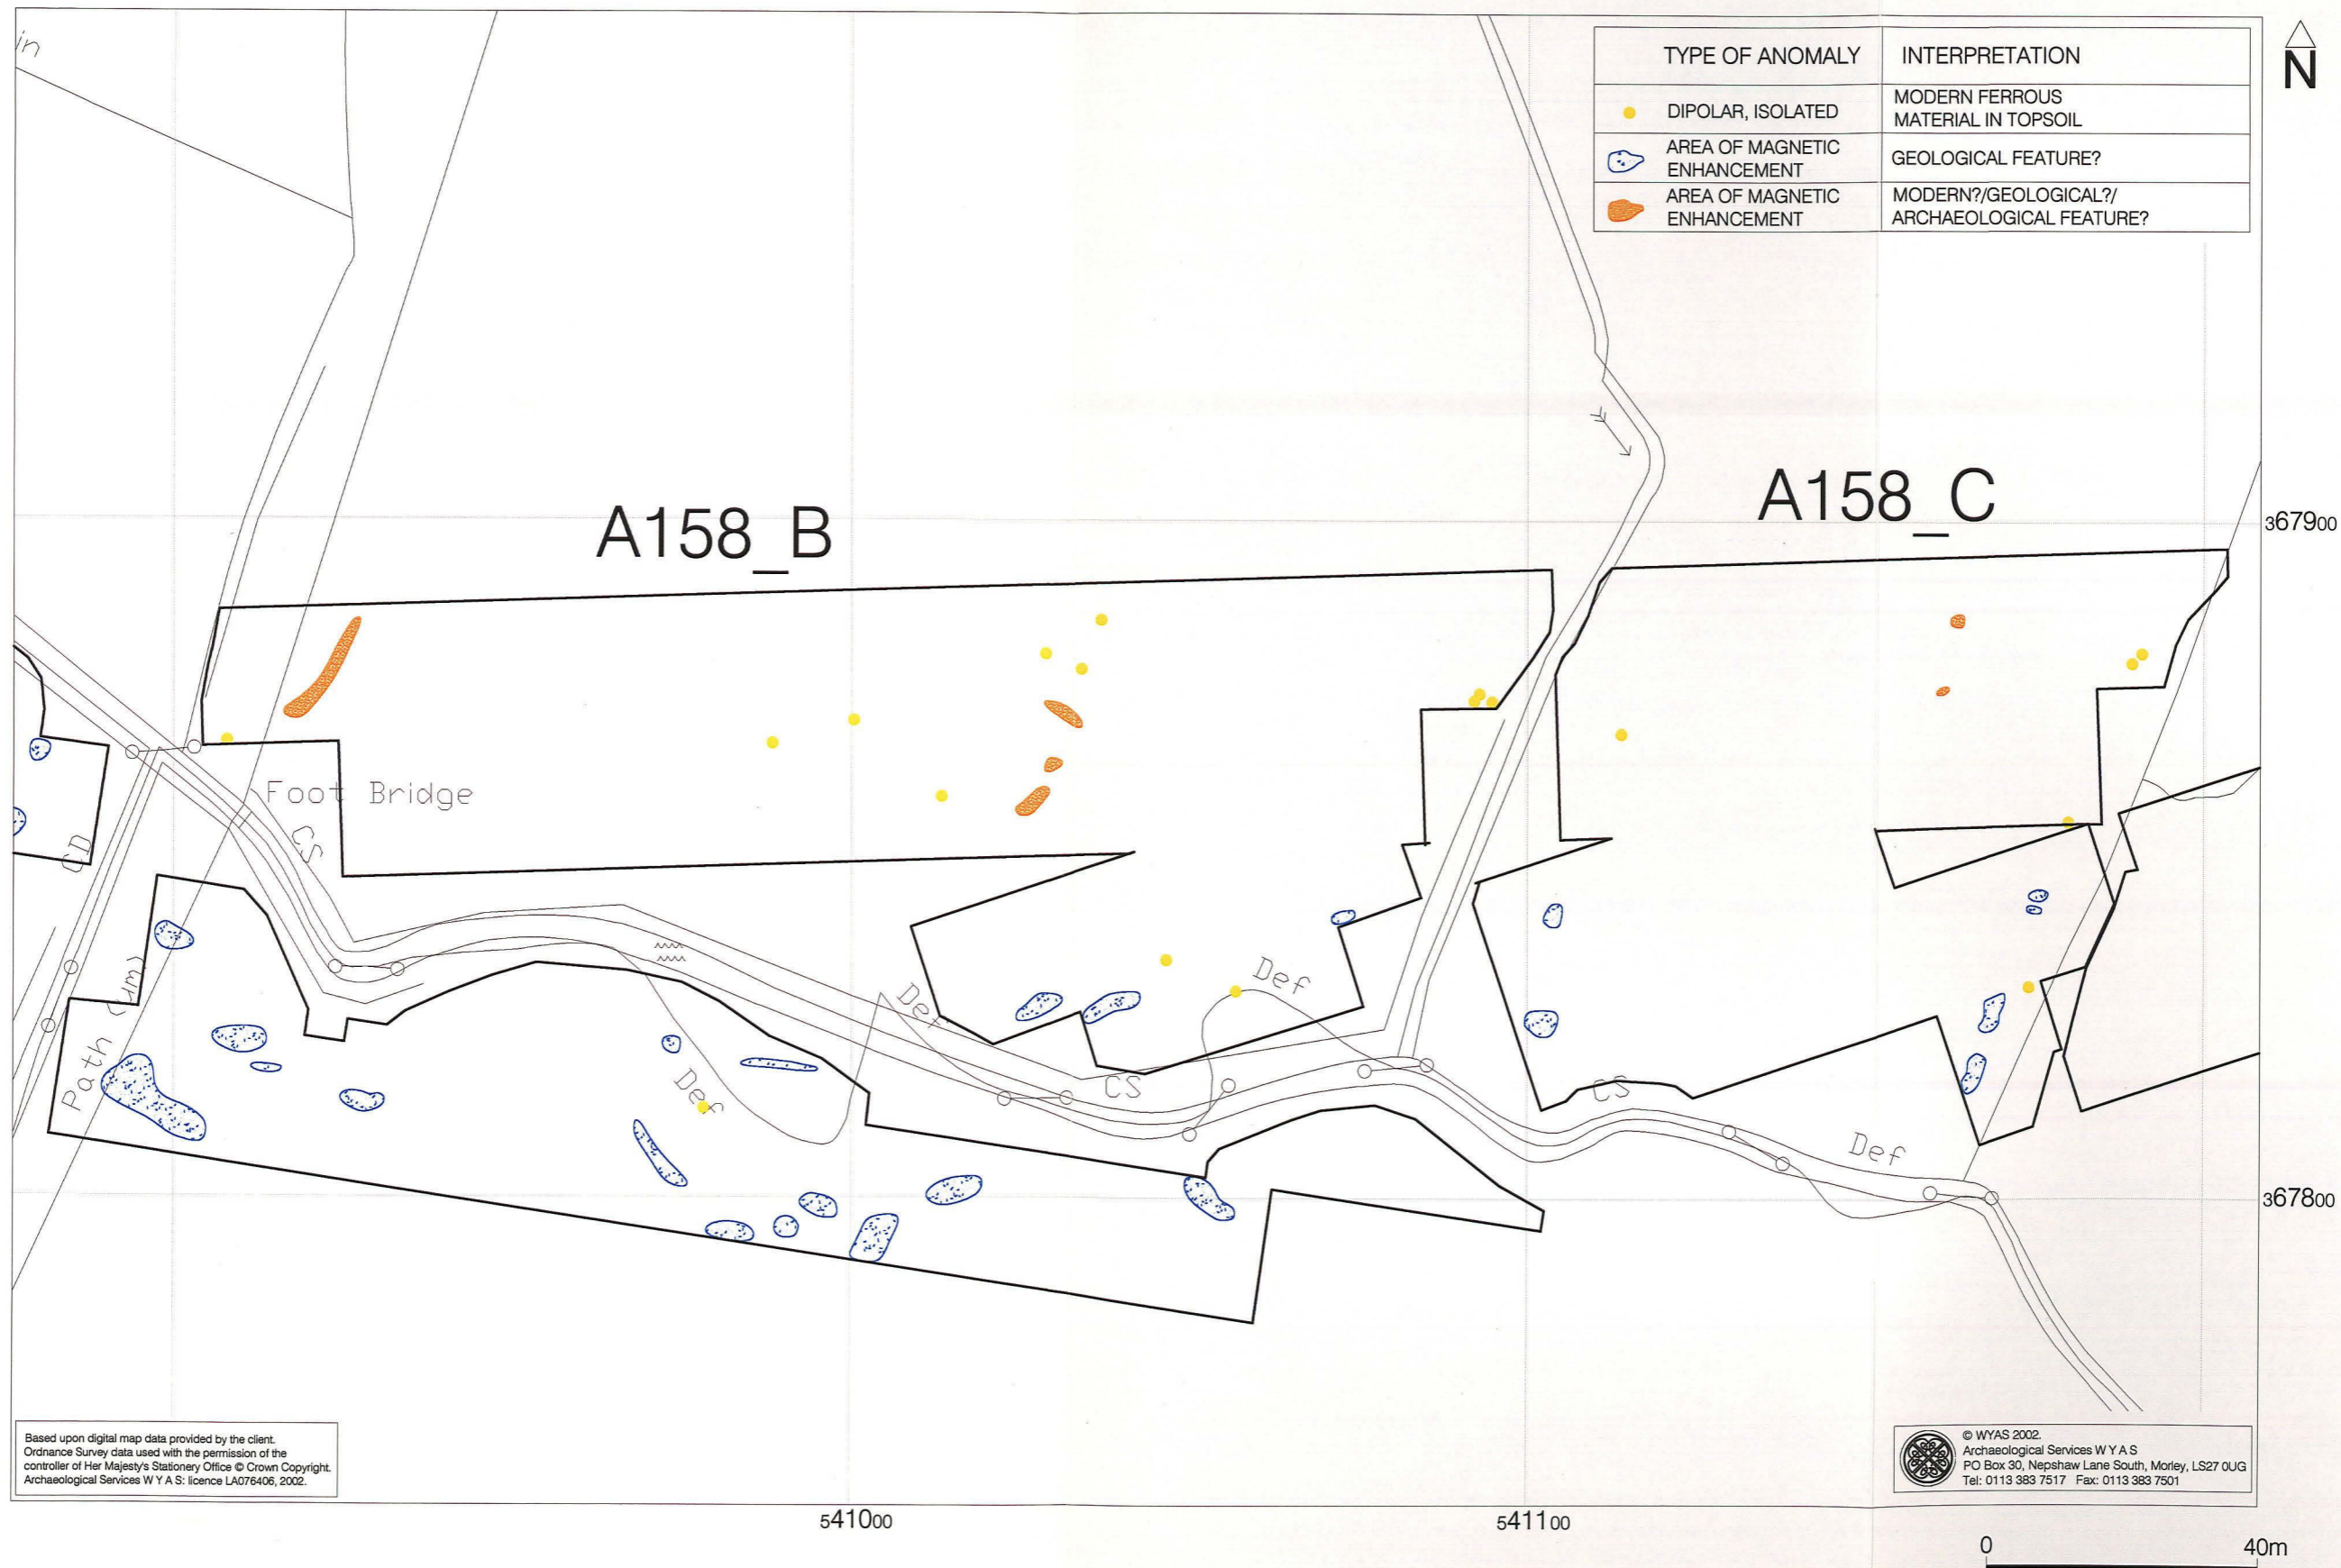 in
TYPE OF ANOMALY
INTERPRETATION
DIPOLAR, ISOLATED
MODERN FERROUS
MATERIAL IN TOPSOIL
AREA OF MAGNETIC
ENHANCEMENT
GEOLOGICAL FEATURE?
AREA OF MAGNETIC
ENHANCEMENT
MODERN?/GEOLOGICAL?/
ARCHAEOLOGICAL FEATURE?
N
A158_B
A158_C
367900
Foot Bridge
CS
CD
Path (um)
Def
Def
Def
CS
CS
Def
367800
Based upon digital map data provided by the client.
Ordnance Survey data used with the permission of the
controller of Her Majesty's Stationery Office © Crown Copyright.
Archaeological Services W Y A S: licence LA076406, 2002.
© WYAS 2002.
Archaeological Services W Y A S
PO Box 30, Nepshaw Lane South, Morley, LS27 0UG
Tel: 0113 383 7517 Fax: 0113 383 7501
541000
541100
0
40m